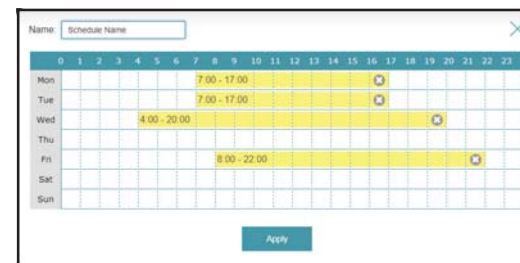 Name: Schedule Name
0 1 2 3 4 5 6 7 8 9 10 11 12 13 14 15 16 17 18 19 20 21 22 23
Mon 7:00 - 17:00
Tue 7:00 - 17:00
Wed 4:00 - 20:00
Thu
Fri 8:00 - 22:00
Sat
Sun
Apply